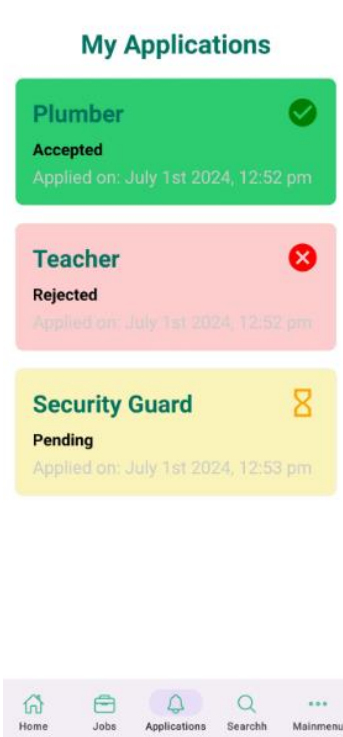 My Applications
Plumber
Accepted
Applied on: July 1st 2024, 12:52 pm
Teacher
Rejected
Applied on: July 1st 2024, 12:52 pm
Security Guard
Pending
Applied on: July 1st 2024, 12:53 pm
Home Jobs Applications Searchh Mainmenu